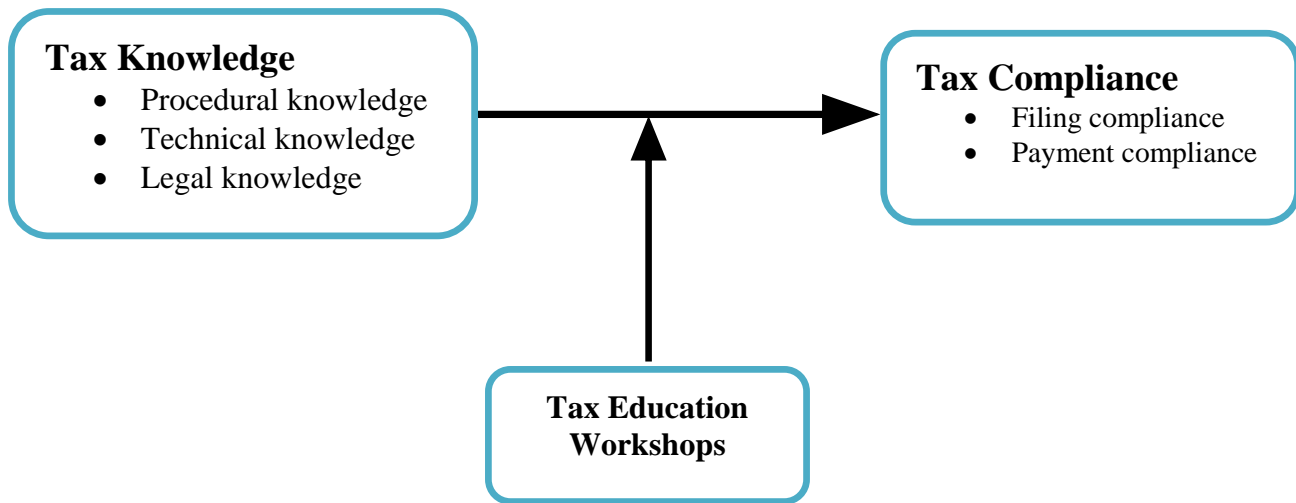 Tax Knowledge
• Procedural knowledge
• Technical knowledge
• Legal knowledge
Tax Compliance
• Filing compliance
• Payment compliance
Tax Education
Workshops